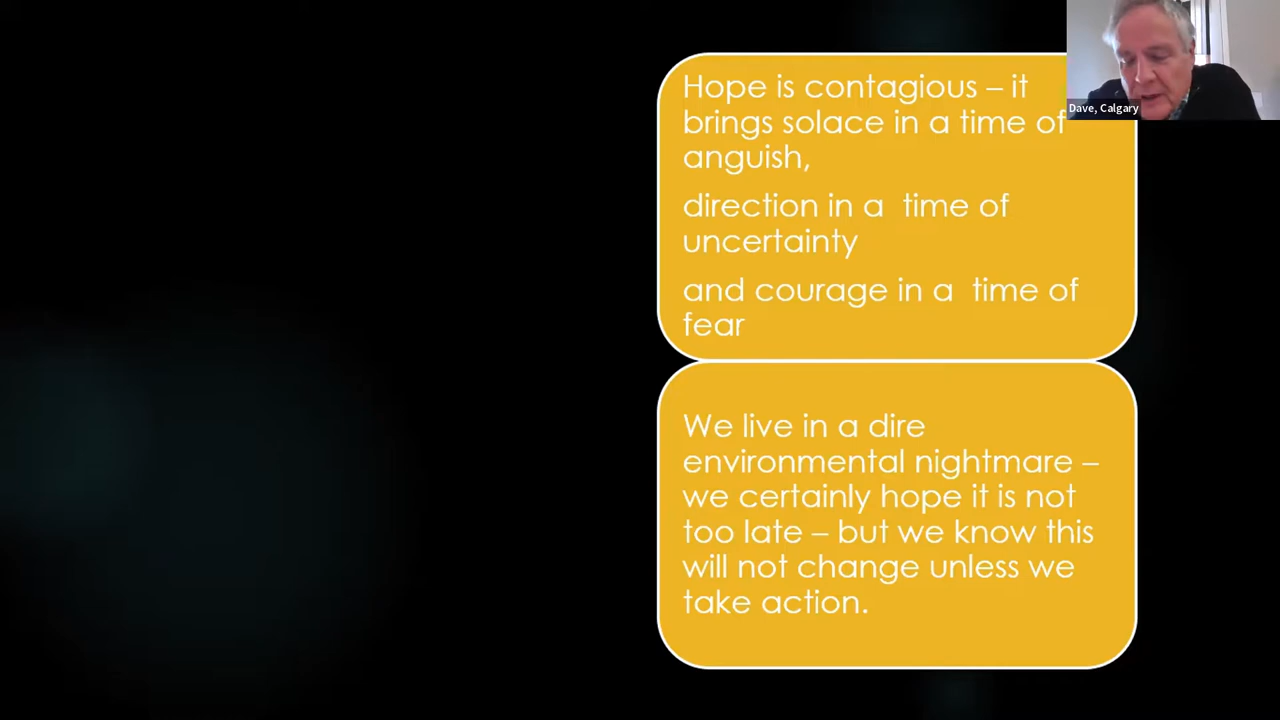 Hope is contagious – it
brings solace in a time of
anguish,
direction in a  time of
uncertainty
and courage in a  time of
fear
We live in a dire
environmental nightmare –
we certainly hope it is not
too late – but we know this
will not change unless we
take action.
Dave, Calgary